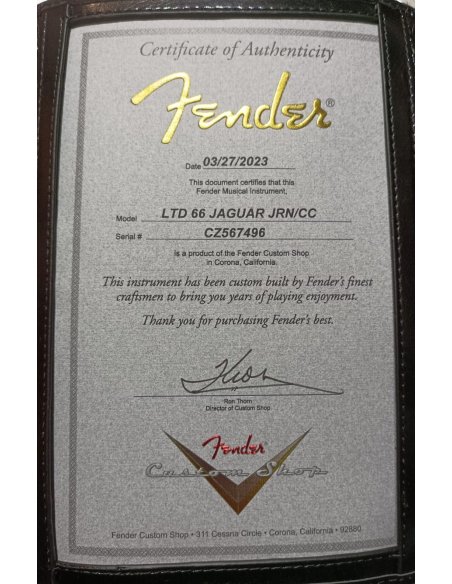 Certificate of Authenticity
Fender®
Date 03/27/2023
This document certifies that this
Fender Musical Instrument,
Model LTD 66 JAGUAR JRN/CC
Serial # CZ567496
is a product of the Fender Custom Shop
in Corona, California.
This instrument has been custom built by Fender's finest
craftsmen to bring you years of playing enjoyment.
Thank you for purchasing Fender's best.
Ron Thorn
Director of Custom Shop
Fender
Custom Shop
Fender Custom Shop • 311 Cessna Circle • Corona, California • 92880